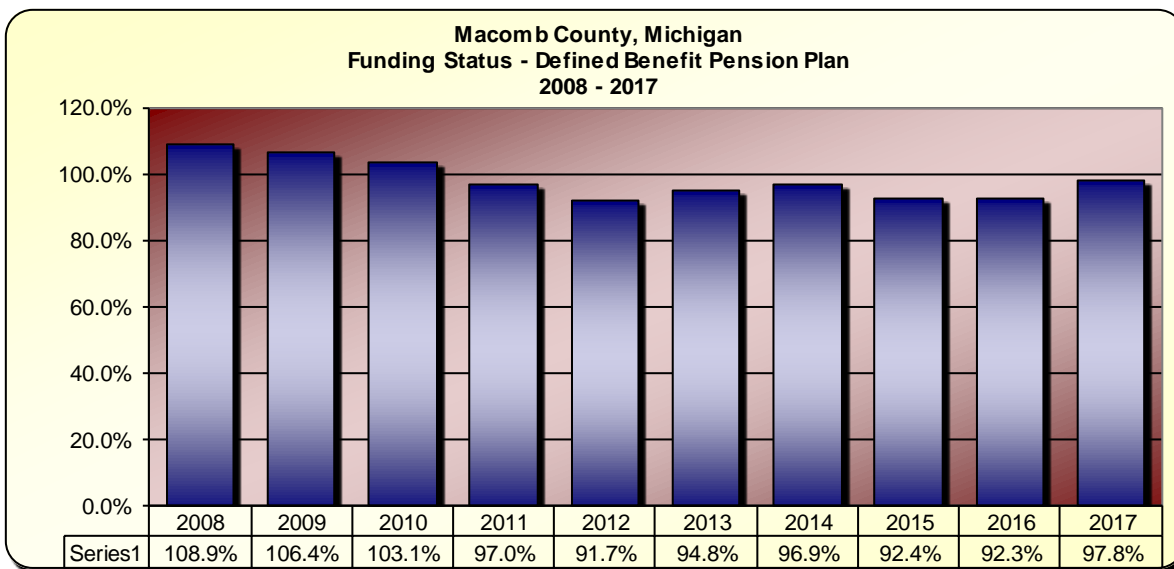 Macomb County, Michigan
Funding Status - Defined Benefit Pension Plan
2008 - 2017
120.0%
100.0%
80.0%
60.0%
40.0%
20.0%
0.0%
2008 2009 2010 2011 2012 2013 2014 2015 2016 2017
Series1 108.9% 106.4% 103.1% 97.0% 91.7% 94.8% 96.9% 92.4% 92.3% 97.8%